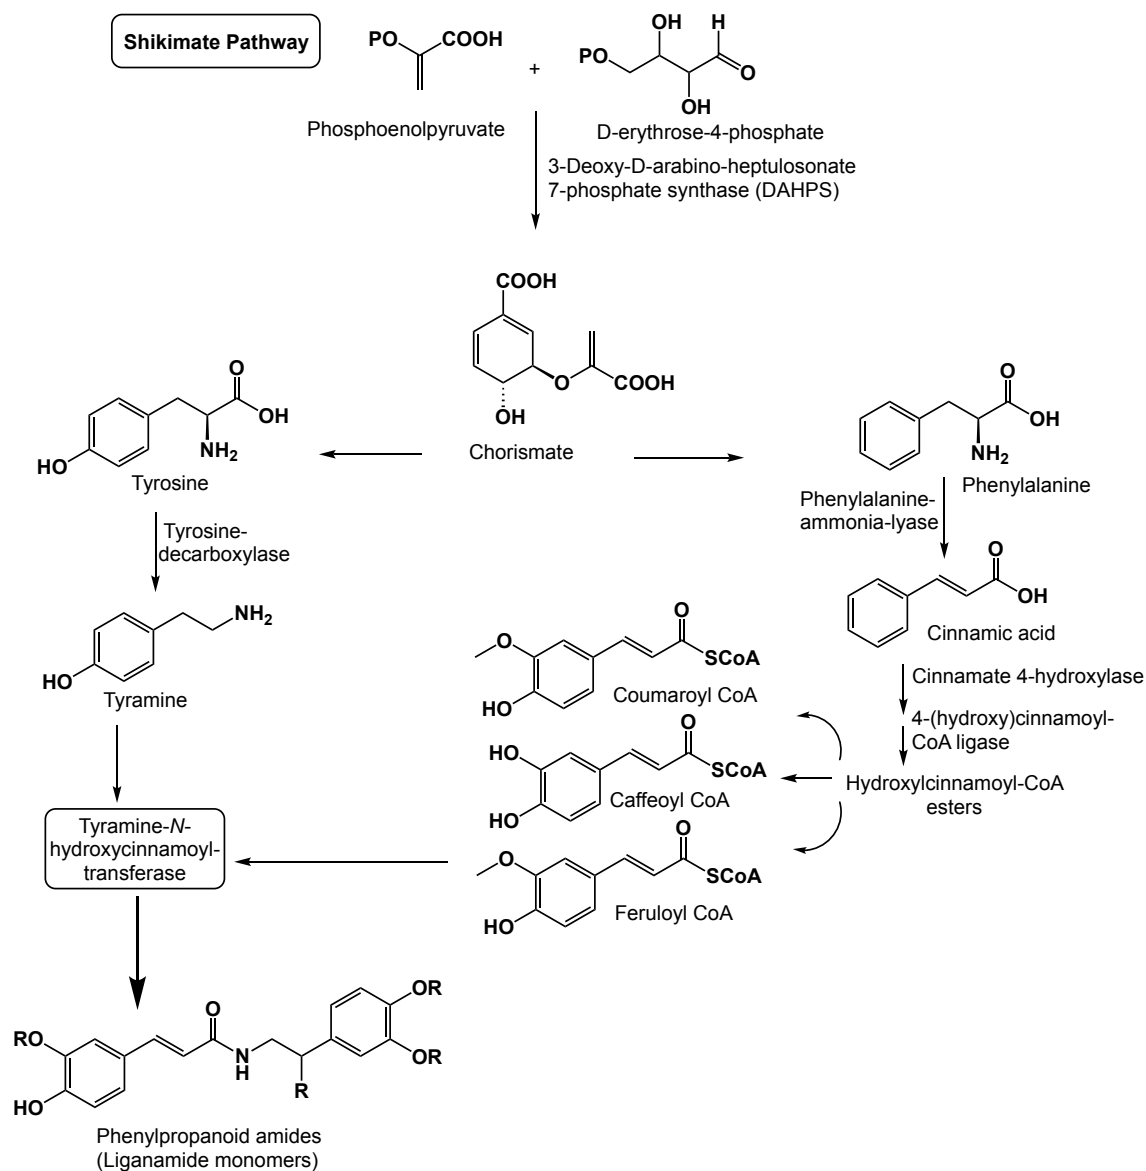 Shikimate Pathway
PO
COOH
+
OH
H
PO
O
OH
Phosphoenolpyruvate
D-erythrose-4-phosphate
3-Deoxy-D-arabino-heptulosonate
7-phosphate synthase (DAHPS)
COOH
O
COOH
OH
Chorismate
O
OH
NH2
HO
Tyrosine
O
OH
NH2
Phenylalanine
Tyrosine-
decarboxylase
Phenylalanine-
ammonia-lyase
NH2
HO
Tyramine
O
OH
Cinnamic acid
Cinnamate 4-hydroxylase
4-(hydroxy)cinnamoyl-
CoA ligase
Hydroxylcinnamoyl-CoA
esters
O
O
SCoA
HO
Coumaroyl CoA
O
HO
SCoA
HO
Caffeoyl CoA
O
O
SCoA
HO
Feruloyl CoA
Tyramine-N-
hydroxycinnamoyl-
transferase
O
RO
N
H
R
OR
OR
HO
Phenylpropanoid amides
(Liganamide monomers)